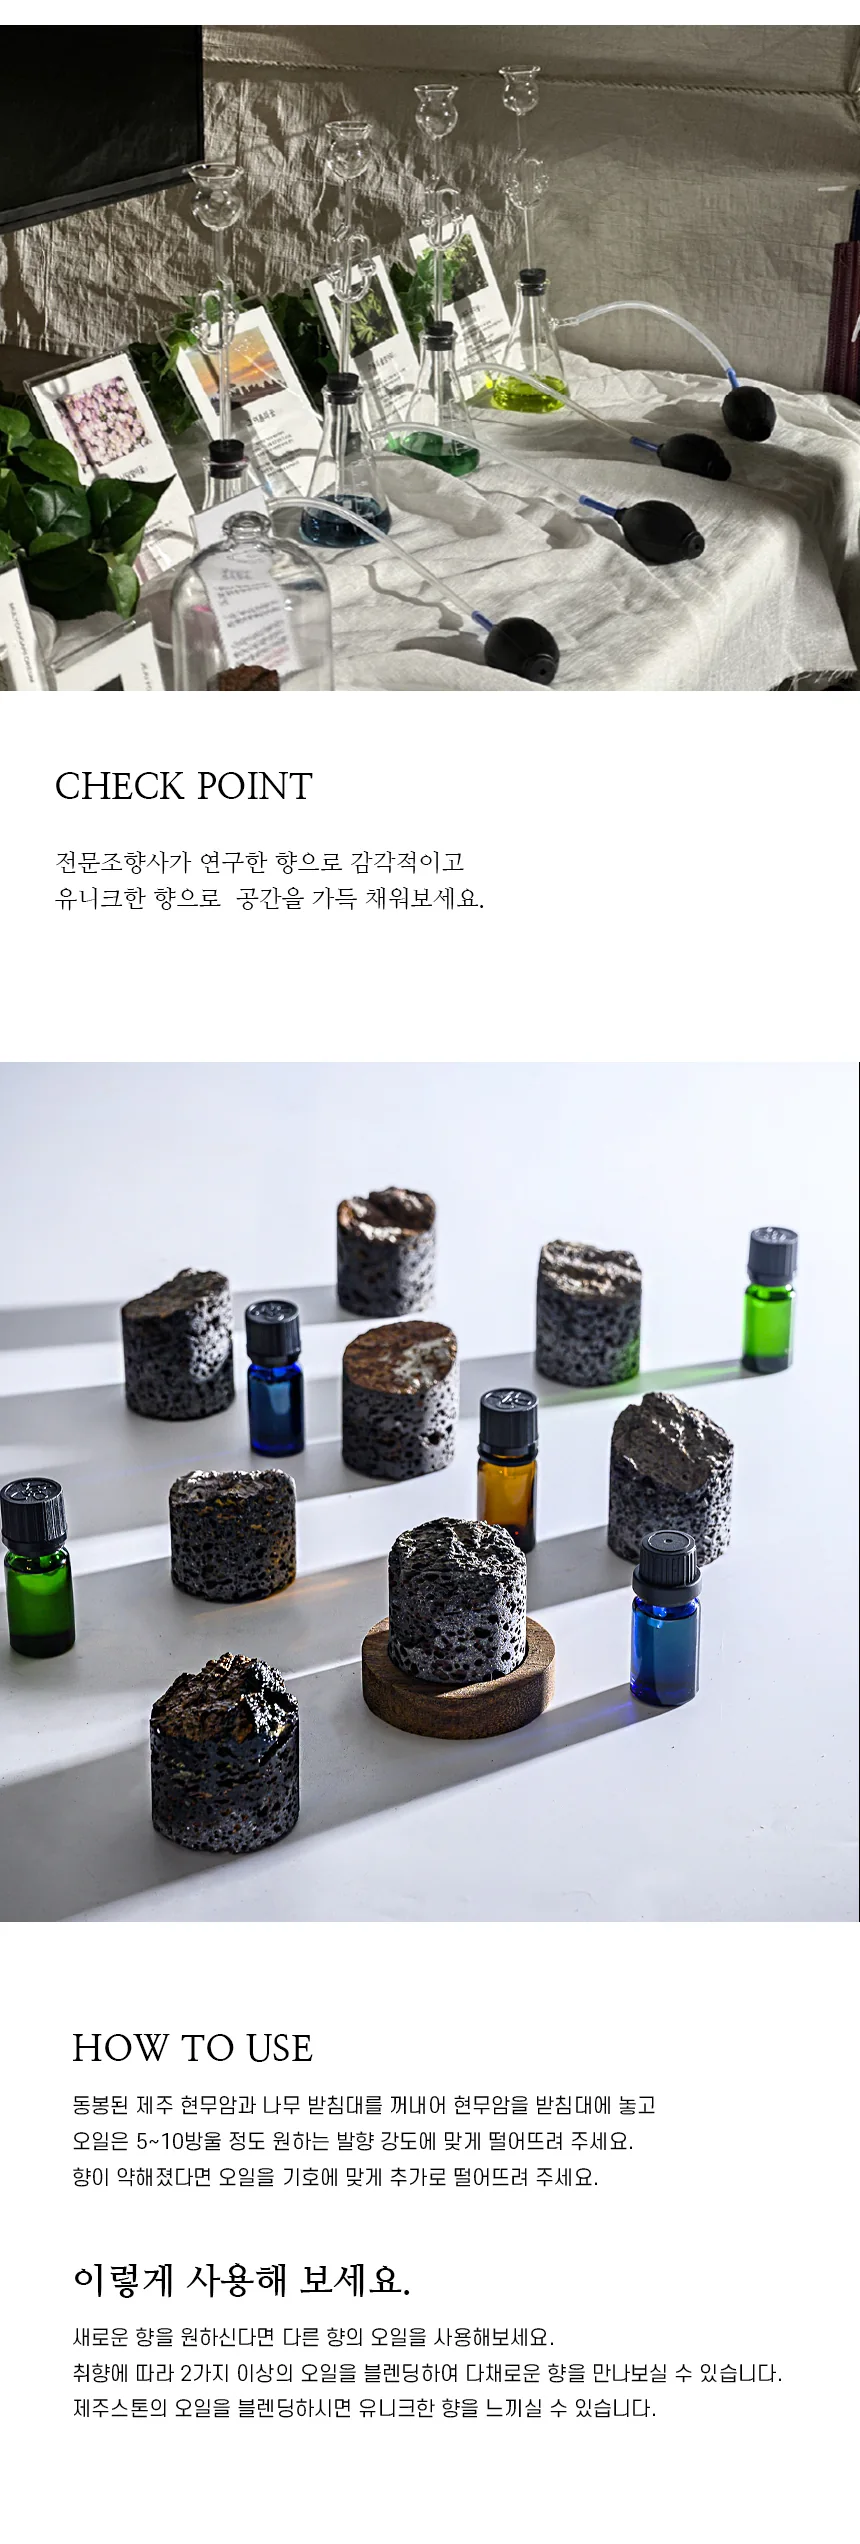 CHECK POINT
전문조향사가 연구한 향으로 감각적이고
유니크한 향으로 공간을 가득 채워보세요.
HOW TO USE
동봉된 제주 현무암과 나무 받침대를 꺼내어 현무암을 받침대에 놓고
오일은 5~10방울 정도 원하는 발향 강도에 맞게 떨어뜨려 주세요.
향이 약해졌다면 오일을 기호에 맞게 추가로 떨어뜨려 주세요.
이렇게 사용해 보세요.
새로운 향을 원하신다면 다른 향의 오일을 사용해보세요.
취향에 따라 2가지 이상의 오일을 블렌딩하여 다채로운 향을 만나보실 수 있습니다.
제주스톤의 오일을 블렌딩하시면 유니크한 향을 느끼실 수 있습니다.